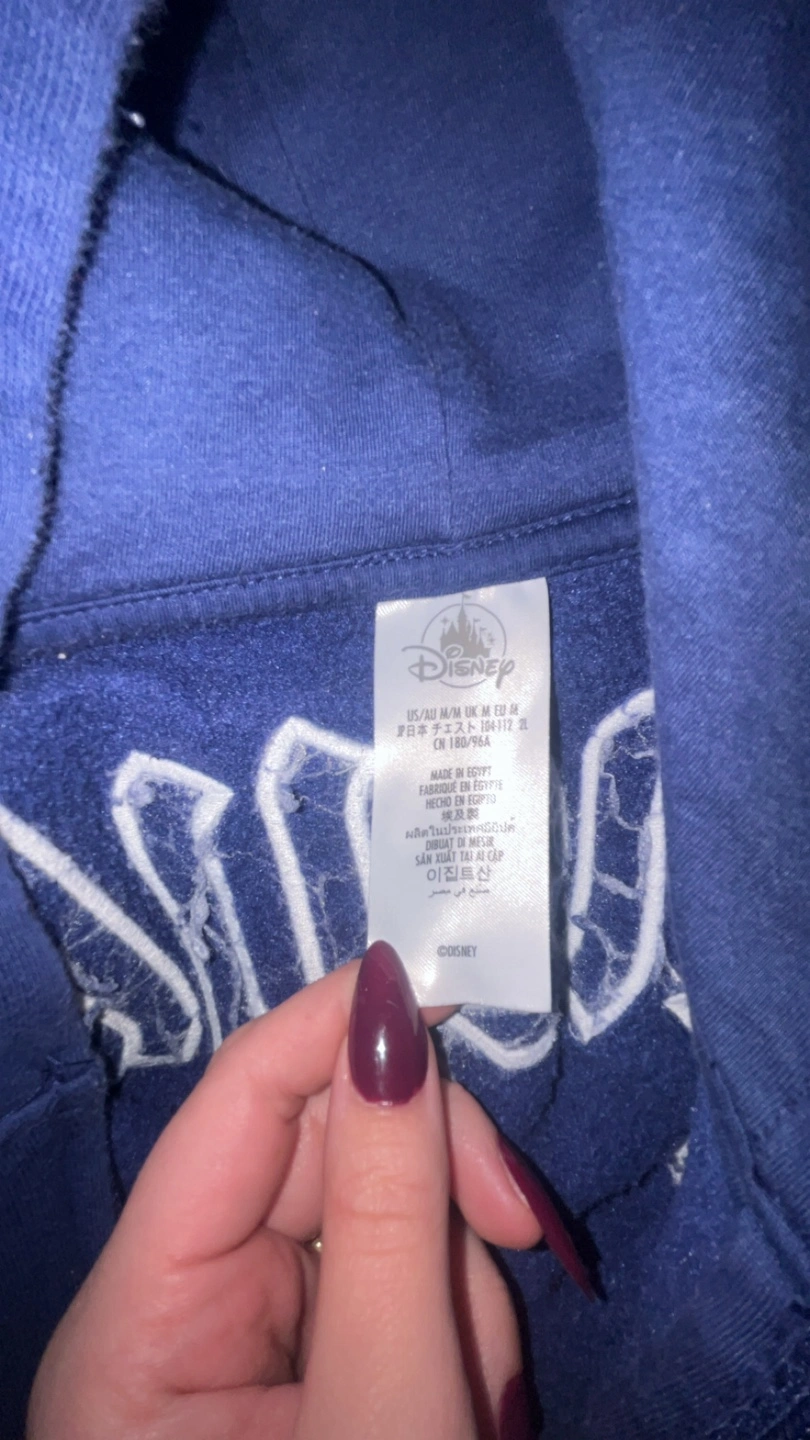 Disney
US/AU M/M UK M EU M
日本 チェスト 104-112 2L
CN 180/96A
MADE IN EGYPT
FABRIQUÉ EN ÉGYPTE
HECHO EN EGIPTO
埃及製
ผลิตในประเทศอียิปต์
DIBUAT DI MESIR
SẢN XUẤT TẠI AI CẬP
이집트산
صنع في مصر
©DISNEY